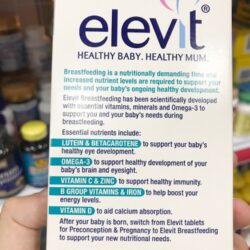 elevit®
HEALTHY BABY. HEALTHY MUM.
Breastfeeding is a nutritionally demanding time and
increased nutrient levels are required to support your
needs and your baby's ongoing healthy development.
Elevit Breastfeeding has been scientifically developed
with essential vitamins, minerals and Omega-3 to
support you and your baby's needs during
breastfeeding.
Essential nutrients include:
LUTEIN & BETACAROTENE to support your baby's
healthy eye development.
OMEGA-3 to support healthy development of your
baby's brain and eyesight.
VITAMIN C & ZINC to support healthy immunity.
B GROUP VITAMINS & IRON to help boost your
energy levels.
VITAMIN D to aid calcium absorption.
After your baby is born, switch from Elevit tablets
for Preconception & Pregnancy to Elevit Breastfeeding
to support your new nutritional needs.